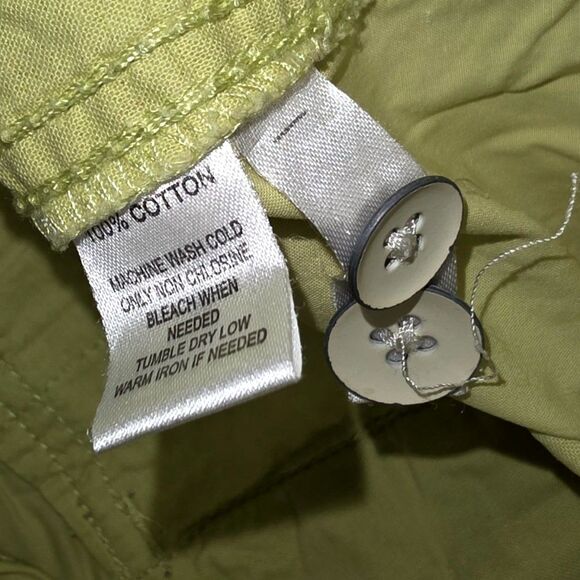 100% COTTON
MACHINE WASH COLD
ONLY NON CHLORINE
BLEACH WHEN
NEEDED
TUMBLE DRY LOW
WARM IRON IF NEEDED